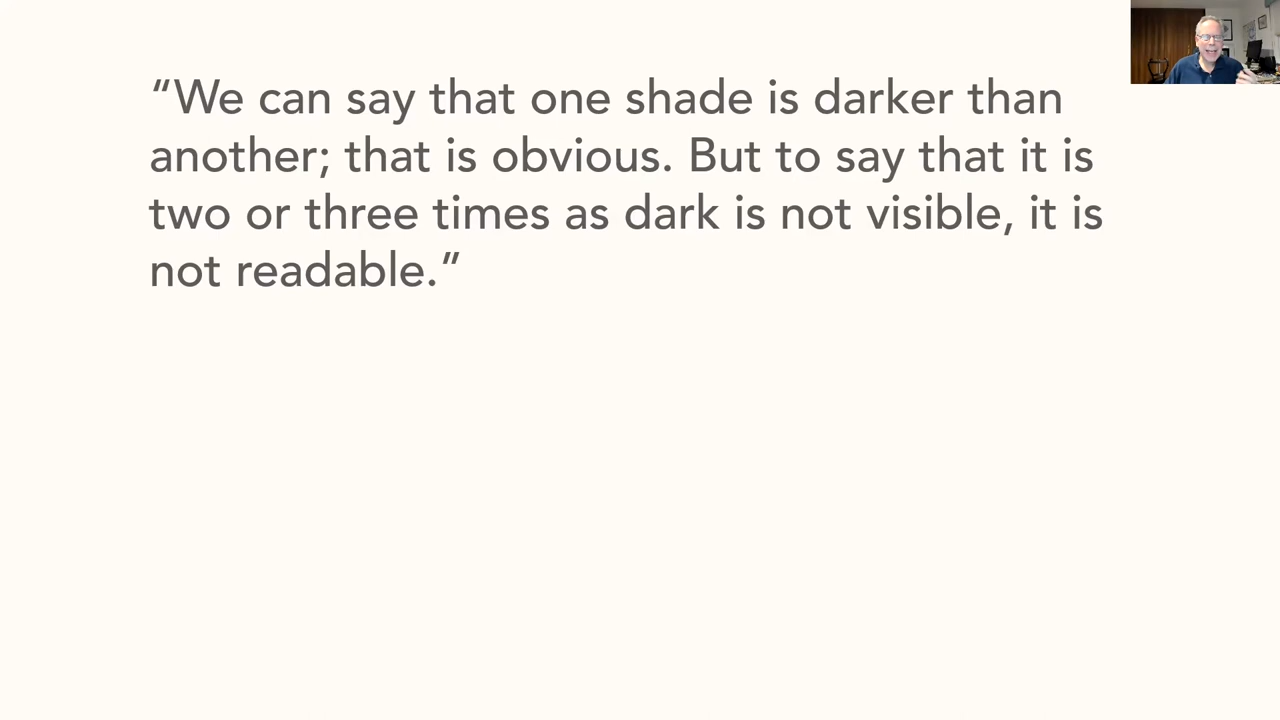 “We can say that one shade is darker than
another; that is obvious. But to say that it is
two or three times as dark is not visible, it is
not readable.”